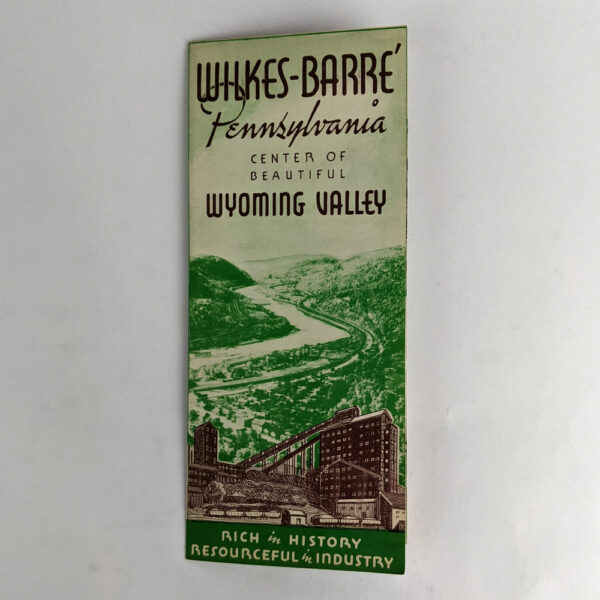 WILKES-BARRE'
Pennsylvania
CENTER OF
BEAUTIFUL
WYOMING VALLEY
RICH in HISTORY
RESOURCEFUL in INDUSTRY